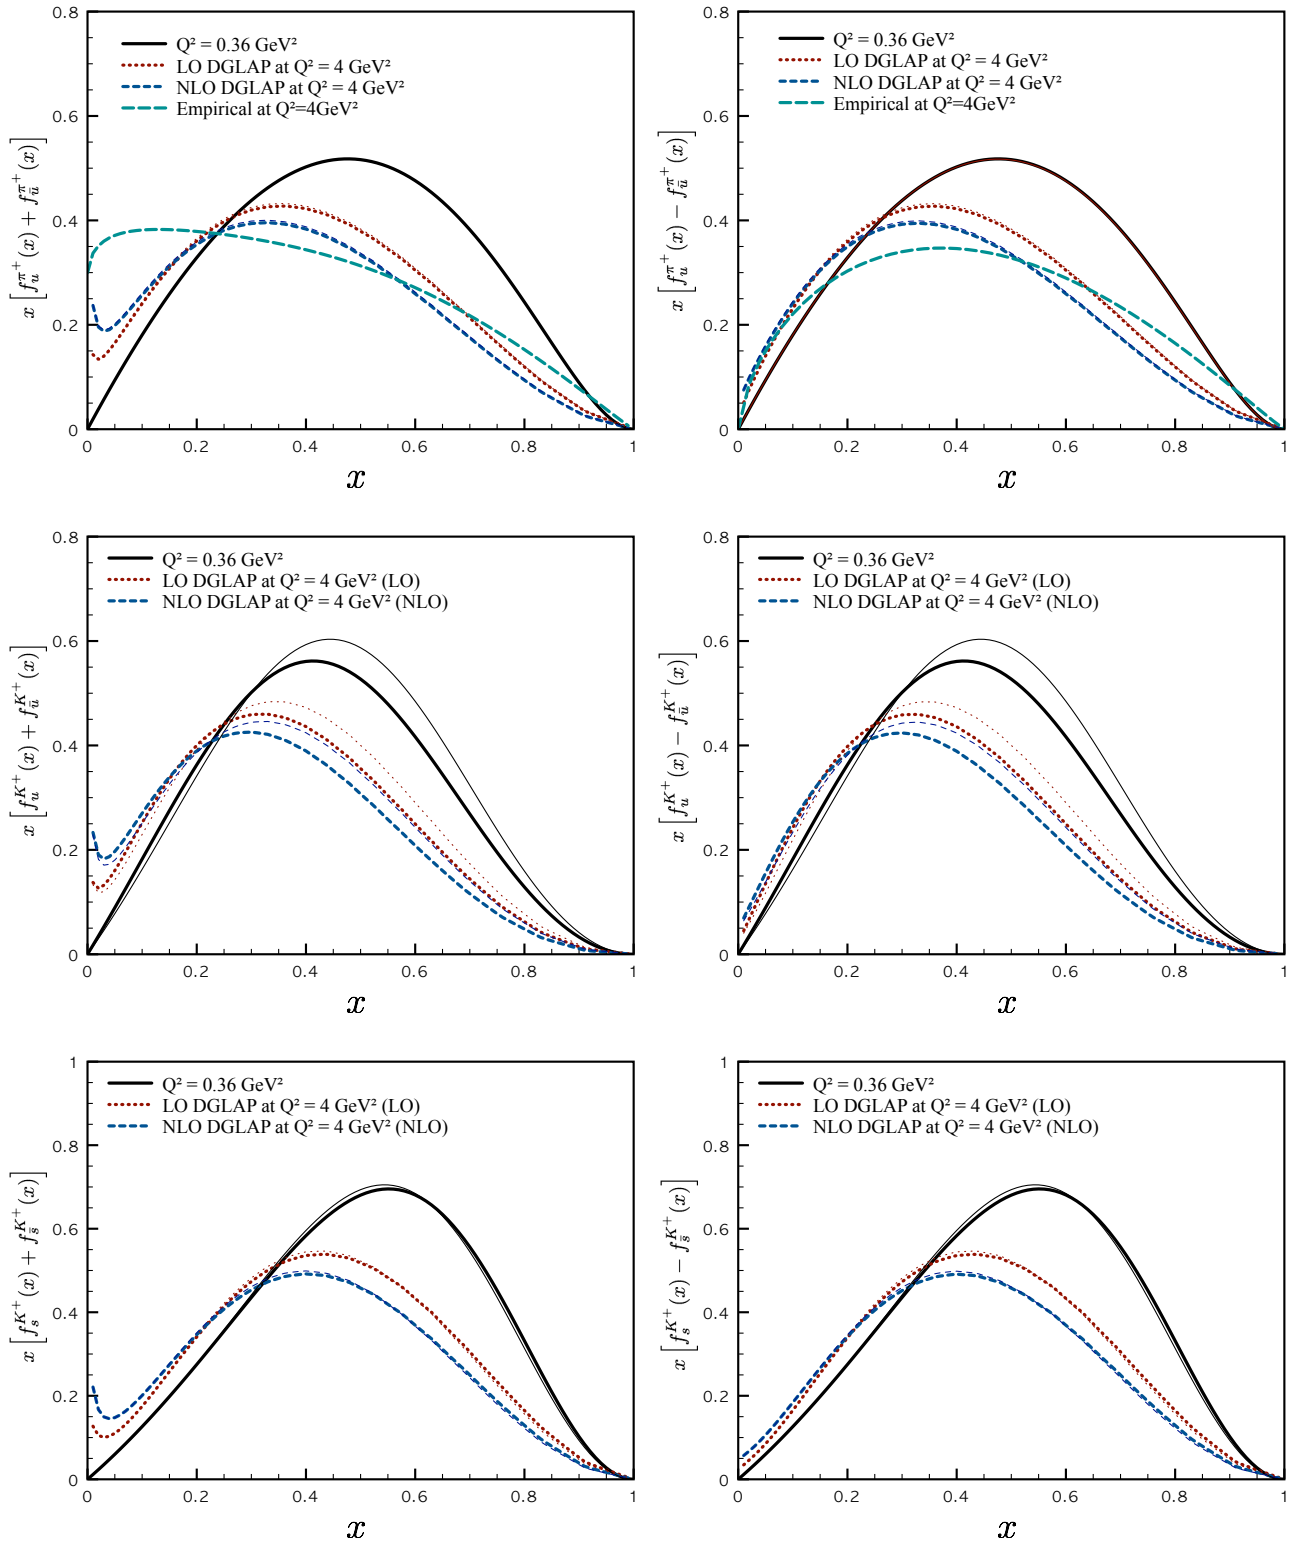 0.8
0.6
0.4
0.2
0
0 0.2 0.4 0.6 0.8 1
x
x [f_u^{π+}(x) + f_ū^{π+}(x)]
Q² = 0.36 GeV²
LO DGLAP at Q² = 4 GeV²
NLO DGLAP at Q² = 4 GeV²
Empirical at Q²=4GeV²
0.8
0.6
0.4
0.2
0
0 0.2 0.4 0.6 0.8 1
x
x [f_u^{π+}(x) − f_ū^{π+}(x)]
Q² = 0.36 GeV²
LO DGLAP at Q² = 4 GeV²
NLO DGLAP at Q² = 4 GeV²
Empirical at Q²=4GeV²
0.8
0.6
0.4
0.2
0
0 0.2 0.4 0.6 0.8 1
x
x [f_u^{K+}(x) + f_ū^{K+}(x)]
Q² = 0.36 GeV²
LO DGLAP at Q² = 4 GeV² (LO)
NLO DGLAP at Q² = 4 GeV² (NLO)
0.8
0.6
0.4
0.2
0
0 0.2 0.4 0.6 0.8 1
x
x [f_u^{K+}(x) − f_ū^{K+}(x)]
Q² = 0.36 GeV²
LO DGLAP at Q² = 4 GeV² (LO)
NLO DGLAP at Q² = 4 GeV² (NLO)
1
0.8
0.6
0.4
0.2
0
0 0.2 0.4 0.6 0.8 1
x
x [f_s^{K+}(x) + f_s̄^{K+}(x)]
Q² = 0.36 GeV²
LO DGLAP at Q² = 4 GeV² (LO)
NLO DGLAP at Q² = 4 GeV² (NLO)
1
0.8
0.6
0.4
0.2
0
0 0.2 0.4 0.6 0.8 1
x
x [f_s^{K+}(x) − f_s̄^{K+}(x)]
Q² = 0.36 GeV²
LO DGLAP at Q² = 4 GeV² (LO)
NLO DGLAP at Q² = 4 GeV² (NLO)